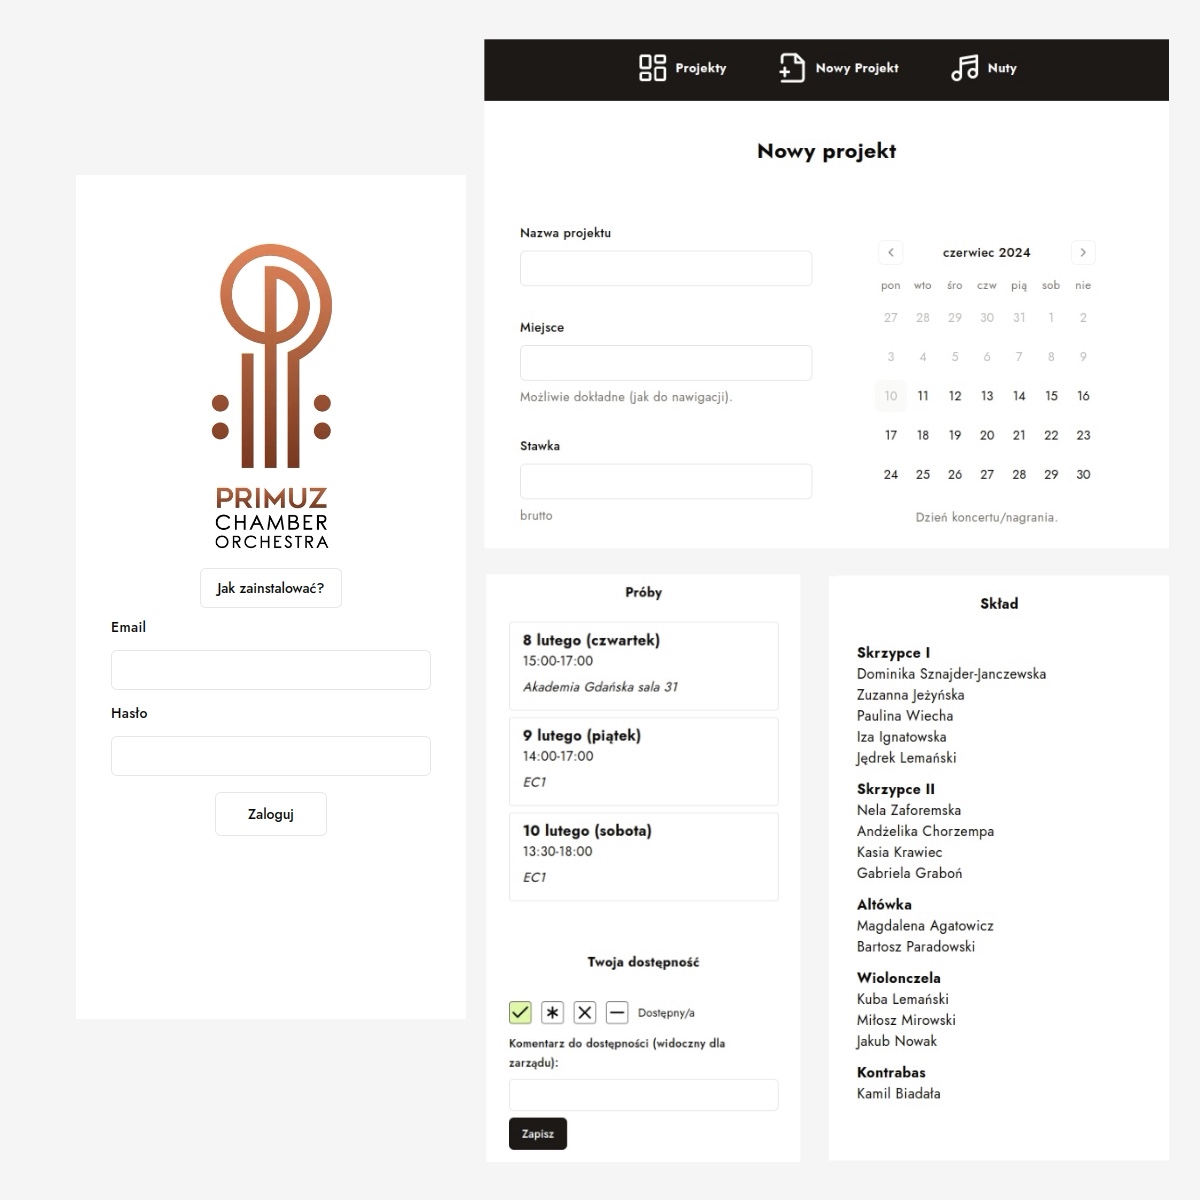 PRIMUZ
CHAMBER
ORCHESTRA
Jak zainstalować?
Email
Hasło
Zaloguj
Projekty
Nowy Projekt
Nuty
Nowy projekt
Nazwa projektu
Miejsce
Możliwie dokładne (jak do nawigacji).
Stawka
brutto
czerwiec 2024
pon wto śro czw pią sob nie
27 28 29 30 31 1 2
3 4 5 6 7 8 9
10 11 12 13 14 15 16
17 18 19 20 21 22 23
24 25 26 27 28 29 30
Dzień koncertu/nagrania.
Próby
8 lutego (czwartek)
15:00-17:00
Akademia Gdańska sala 31
9 lutego (piątek)
14:00-17:00
EC1
10 lutego (sobota)
13:30-18:00
EC1
Twoja dostępność
Dostępny/a
Komentarz do dostępności (widoczny dla
zarządu):
Zapisz
Skład
Skrzypce I
Dominika Sznajder-Janczewska
Zuzanna Jeżyńska
Paulina Wiecha
Iza Ignatowska
Jędrek Lemański
Skrzypce II
Nela Zaforemska
Andżelika Chorzempa
Kasia Krawiec
Gabriela Graboń
Altówka
Magdalena Agatowicz
Bartosz Paradowski
Wiolonczela
Kuba Lemański
Miłosz Mirowski
Jakub Nowak
Kontrabas
Kamil Biadała